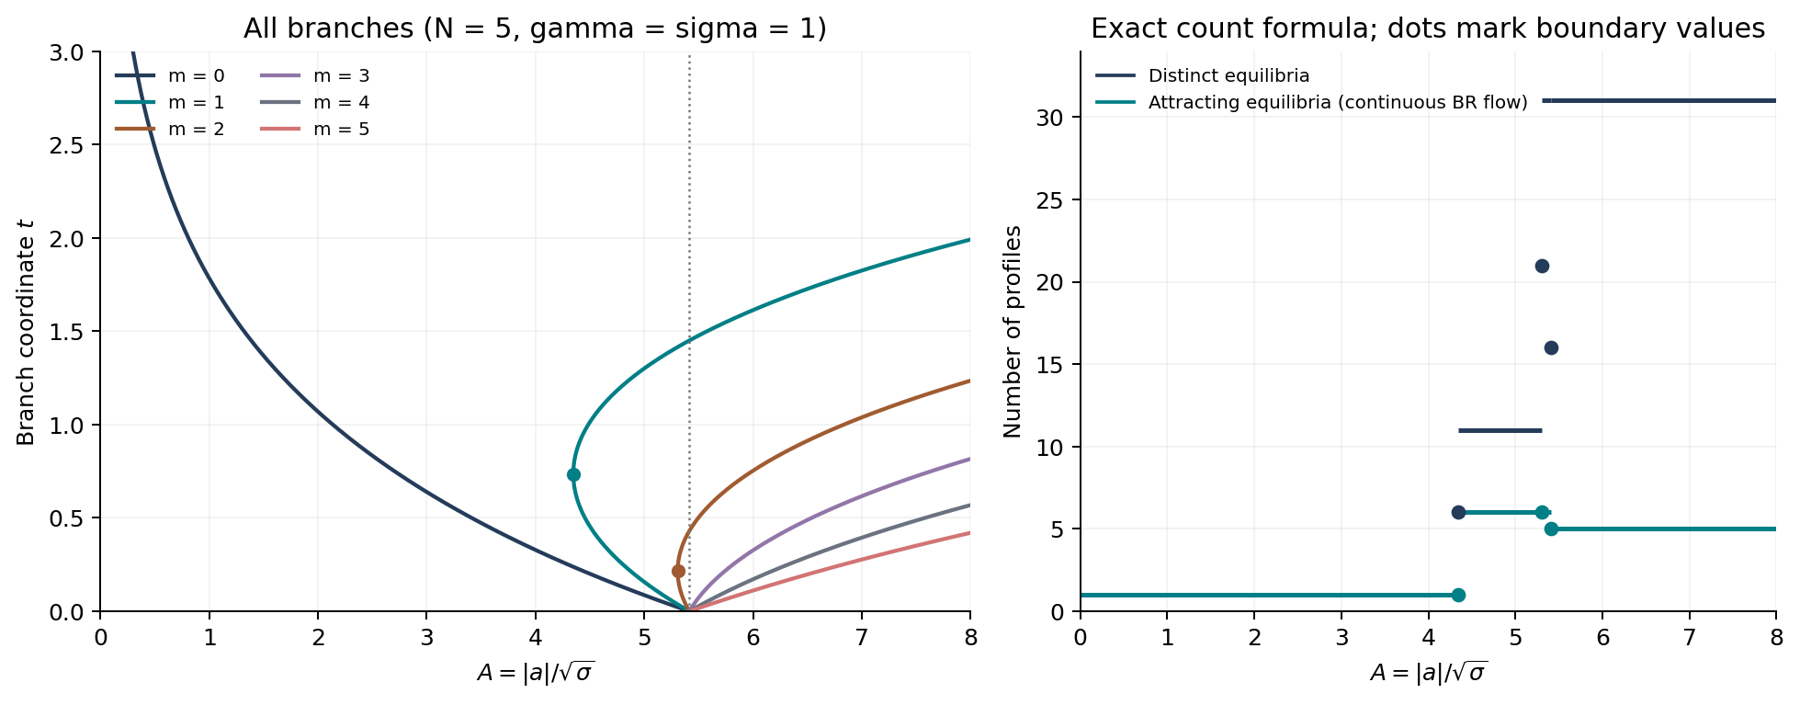 All branches (N = 5, gamma = sigma = 1)
m = 0
m = 1
m = 2
m = 3
m = 4
m = 5
3.0
2.5
2.0
1.5
1.0
0.5
0.0
Branch coordinate t
0 1 2 3 4 5 6 7 8
A = |a|/√σ
Exact count formula; dots mark boundary values
Distinct equilibria
Attracting equilibria (continuous BR flow)
30
25
20
15
10
5
0
Number of profiles
0 1 2 3 4 5 6 7 8
A = |a|/√σ